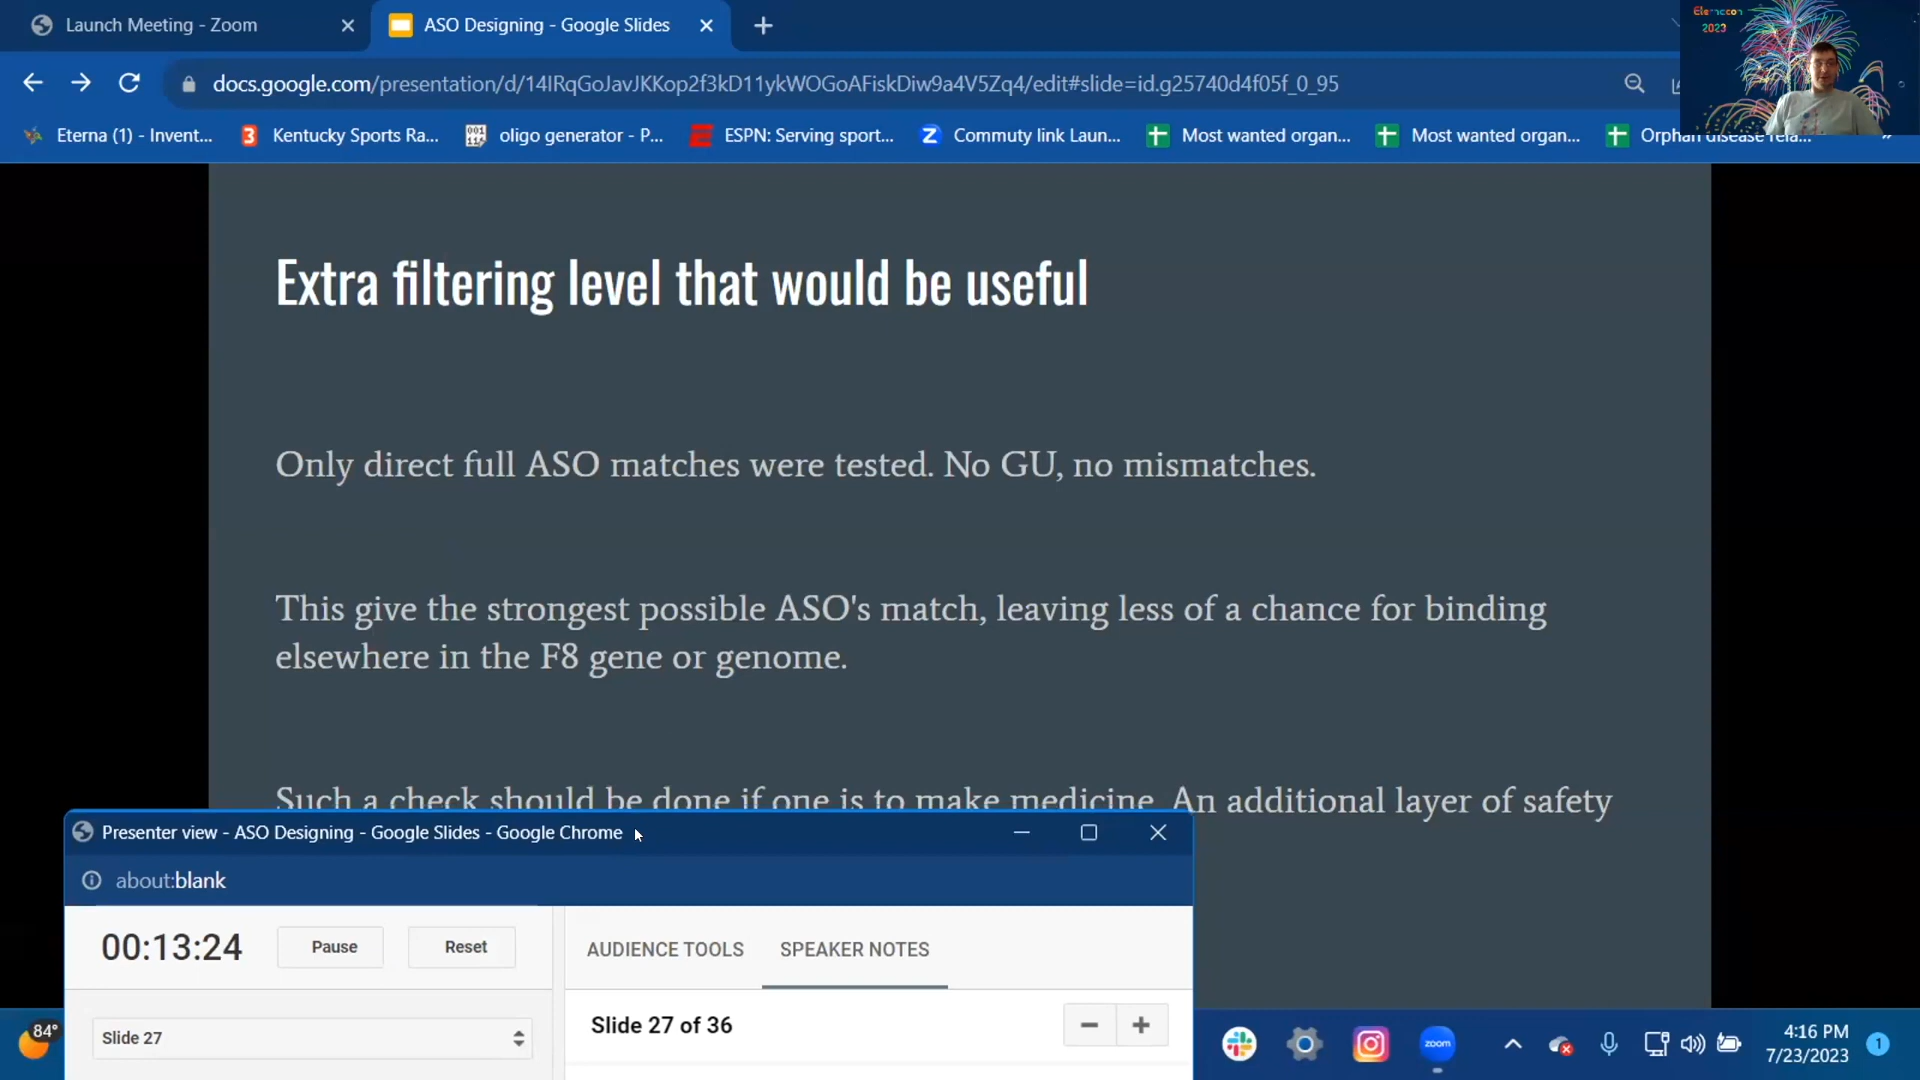 Launch Meeting - Zoom
ASO Designing - Google Slides
docs.google.com/presentation/d/14lRqGoJavJKKop2f3kD11ykWOGoAFiskDiw9a4V5Zq4/edit#slide=id.g25740d4f05f_0_95
Eterna (1) - Invent...
Kentucky Sports Ra...
oligo generator - P...
ESPN: Serving sport...
Commuty link Laun...
Most wanted organ...
Most wanted organ...
Orphan disease rela...
2023
Extra filtering level that would be useful
Only direct full ASO matches were tested. No GU, no mismatches.
This give the strongest possible ASO's match, leaving less of a chance for binding
elsewhere in the F8 gene or genome.
Such a check should be done if one is to make medicine. An additional layer of safety
Presenter view - ASO Designing - Google Slides - Google Chrome
about:blank
00:13:24
Pause
Reset
AUDIENCE TOOLS
SPEAKER NOTES
Slide 27 of 36
Slide 27
84°
zoom
4:16 PM
7/23/2023
1